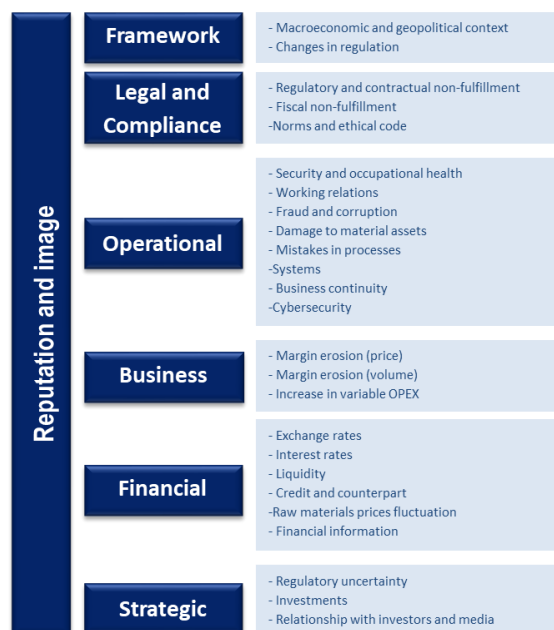 Reputation and image
Framework
- Macroeconomic and geopolitical context
- Changes in regulation
Legal and
Compliance
- Regulatory and contractual non-fulfillment
- Fiscal non-fulfillment
-Norms and ethical code
Operational
- Security and occupational health
- Working relations
- Fraud and corruption
- Damage to material assets
- Mistakes in processes
-Systems
- Business continuity
-Cybersecurity
Business
- Margin erosion (price)
- Margin erosion (volume)
- Increase in variable OPEX
Financial
- Exchange rates
- Interest rates
- Liquidity
- Credit and counterpart
-Raw materials prices fluctuation
- Financial information
Strategic
- Regulatory uncertainty
- Investments
- Relationship with investors and media